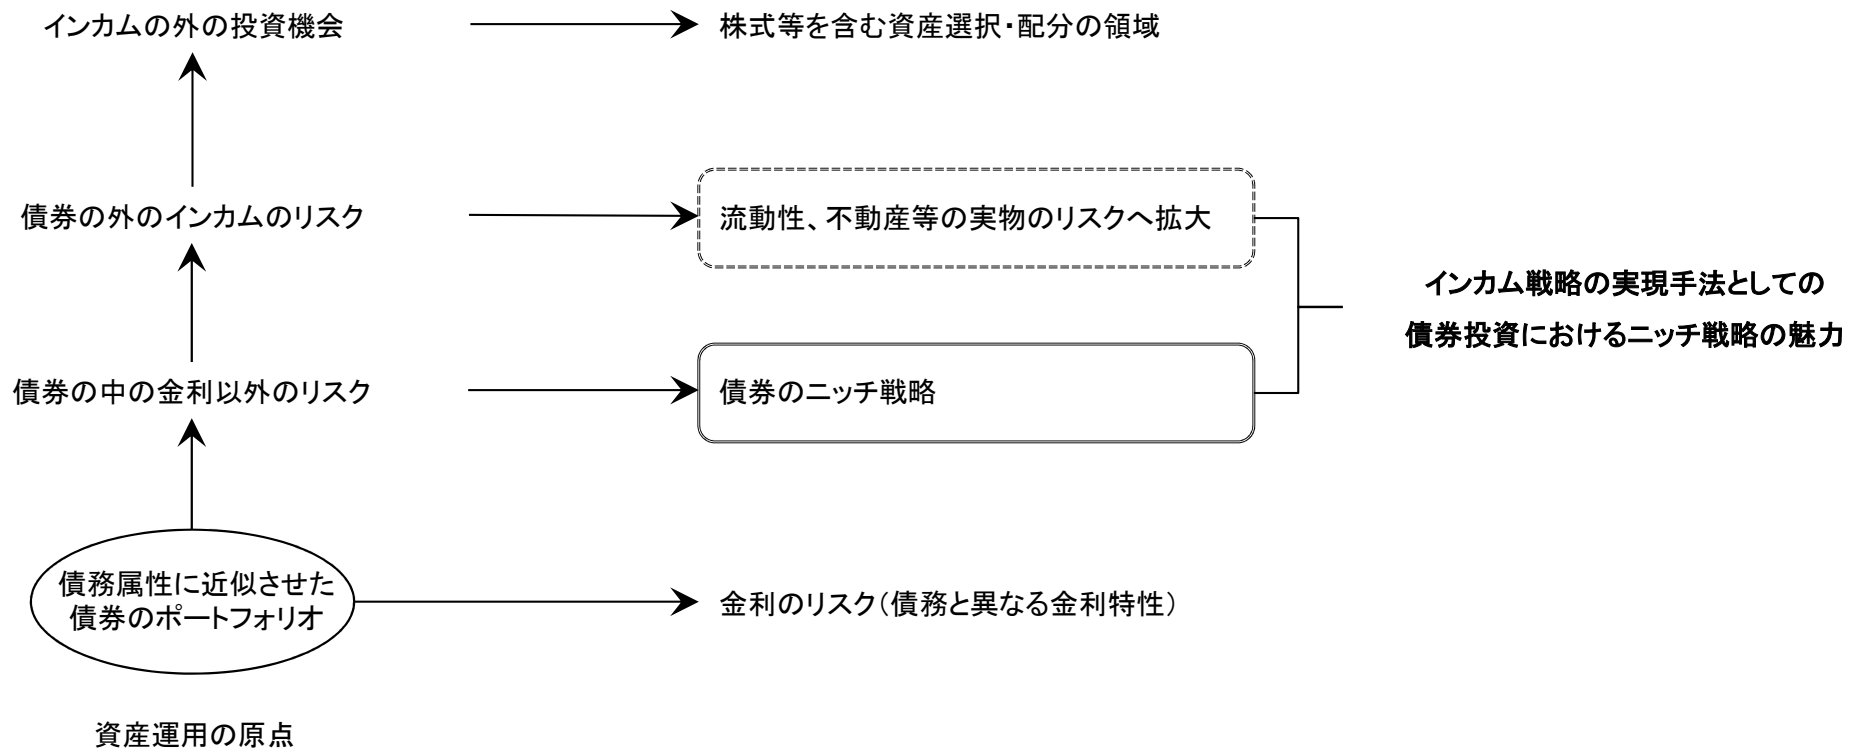 インカムの外の投資機会
株式等を含む資産選択・配分の領域
債券の外のインカムのリスク
流動性、不動産等の実物のリスクへ拡大
インカム戦略の実現手法としての
債券投資におけるニッチ戦略の魅力
債券の中の金利以外のリスク
債券のニッチ戦略
債務属性に近似させた
債券のポートフォリオ
金利のリスク（債務と異なる金利特性）
資産運用の原点